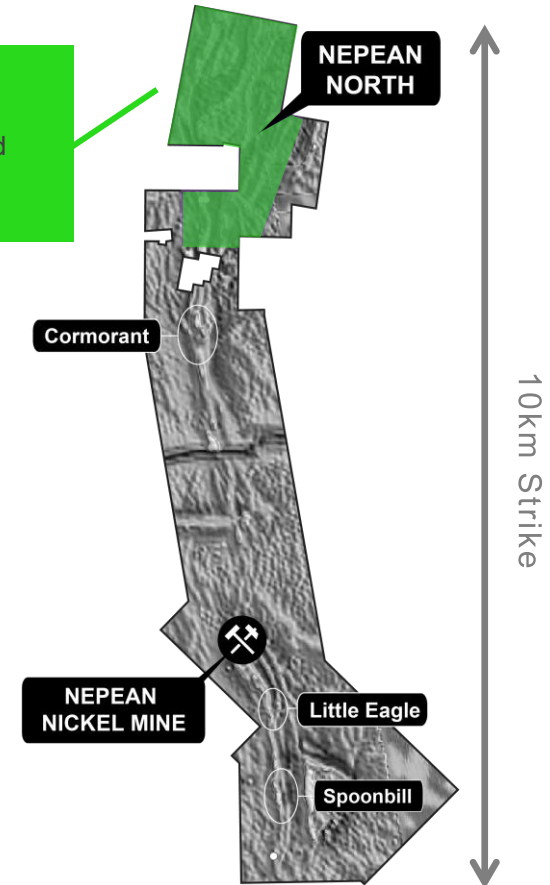 NEPEAN
NORTH
d
Cormorant
10km Strike
NEPEAN
NICKEL MINE
Little Eagle
Spoonbill